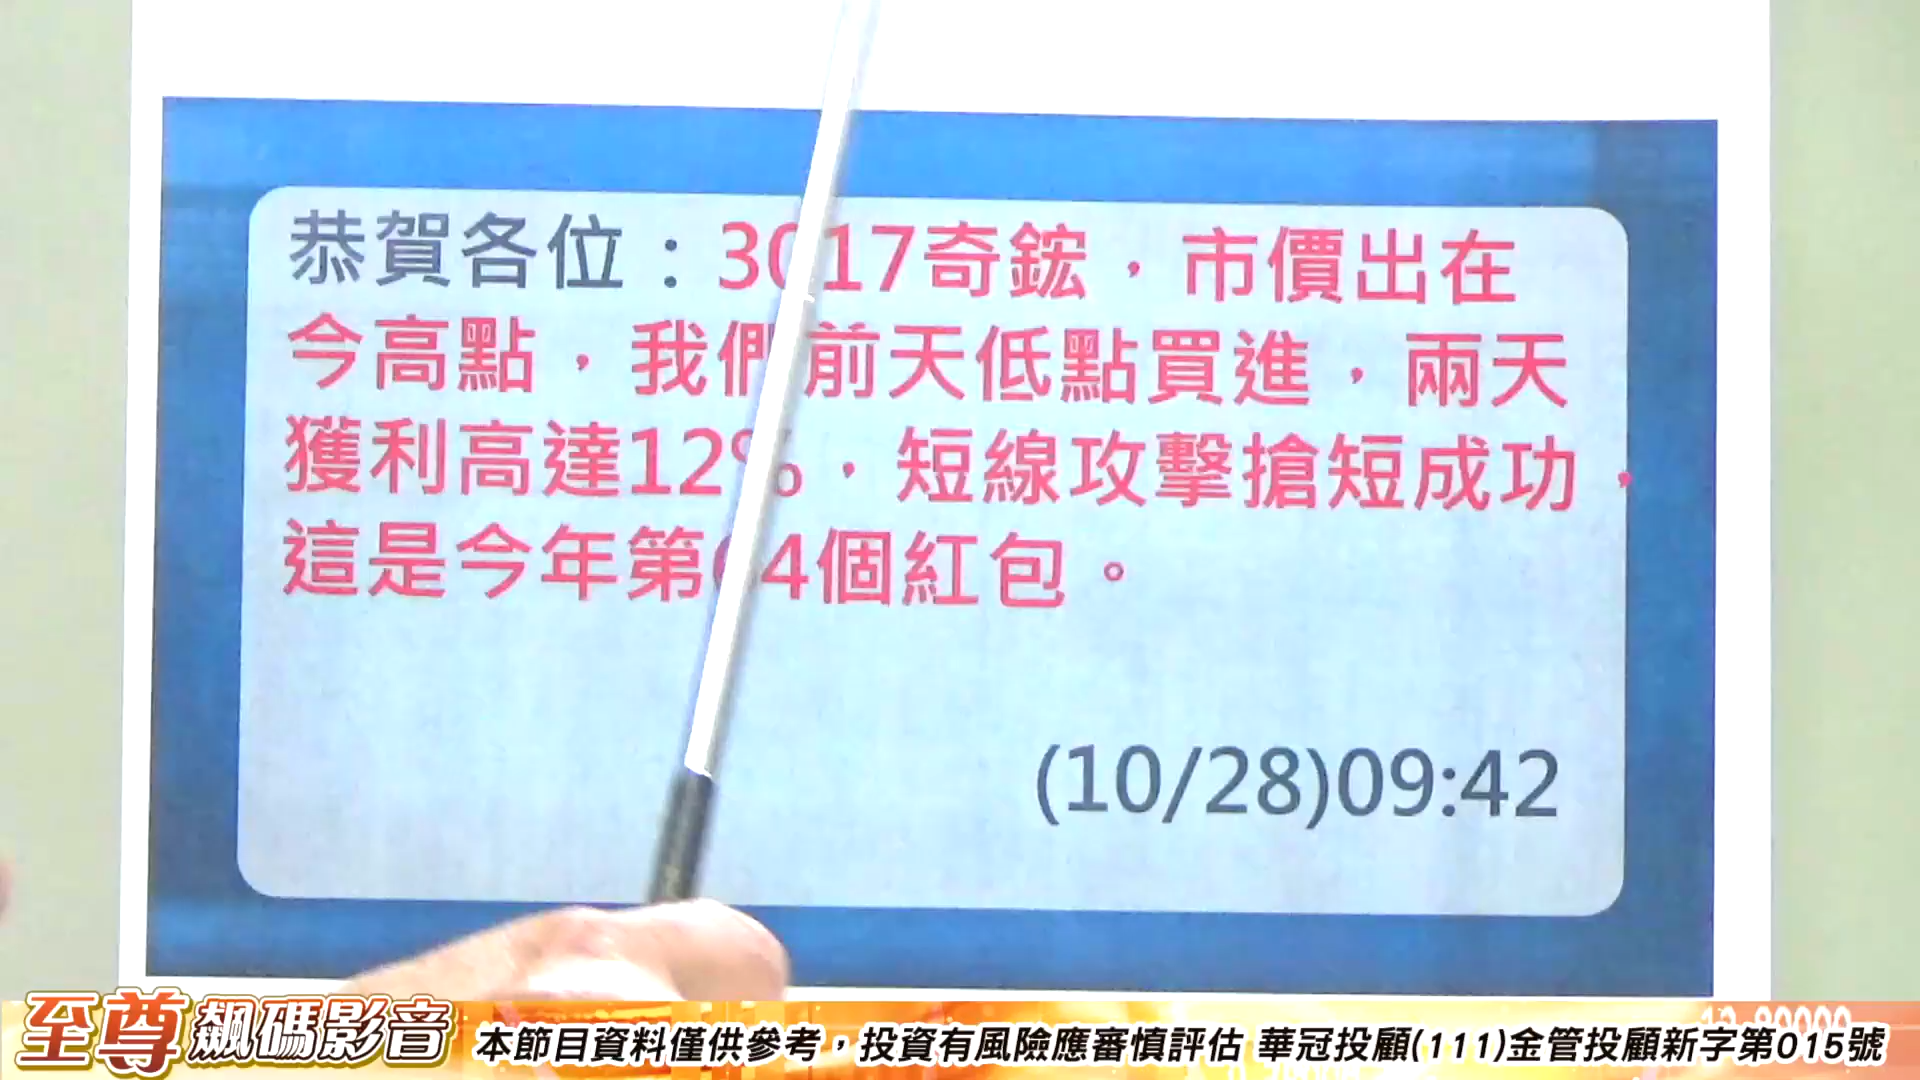 恭賀各位：3017奇鋐，市價出在
今高點，我們前天低點買進，兩天
獲利高達12%，短線攻擊搶短成功，
這是今年第64個紅包。
(10/28)09:42
至尊飆碼影音 本節目資料僅供參考，投資有風險應審慎評估 華冠投顧(111)金管投顧新字第015號